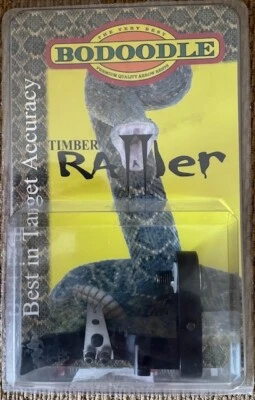 THE VERY BEST
BODOODLE
PREMIUM QUALITY ARROW RESTS
TIMBER
RATTler
Best in Target Accuracy